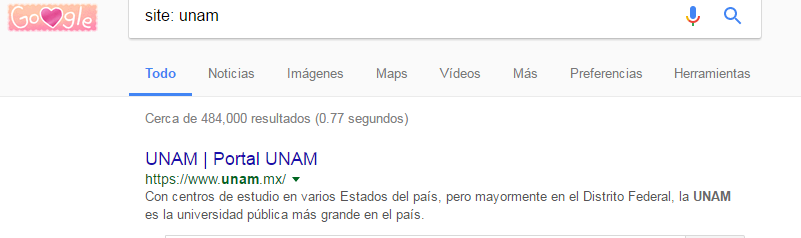 Google
site: unam
Todo Noticias Imágenes Maps Vídeos Más Preferencias Herramientas
Cerca de 484,000 resultados (0.77 segundos)
UNAM | Portal UNAM
https://www.unam.mx/
Con centros de estudio en varios Estados del país, pero mayormente en el Distrito Federal, la UNAM
es la universidad pública más grande en el país.